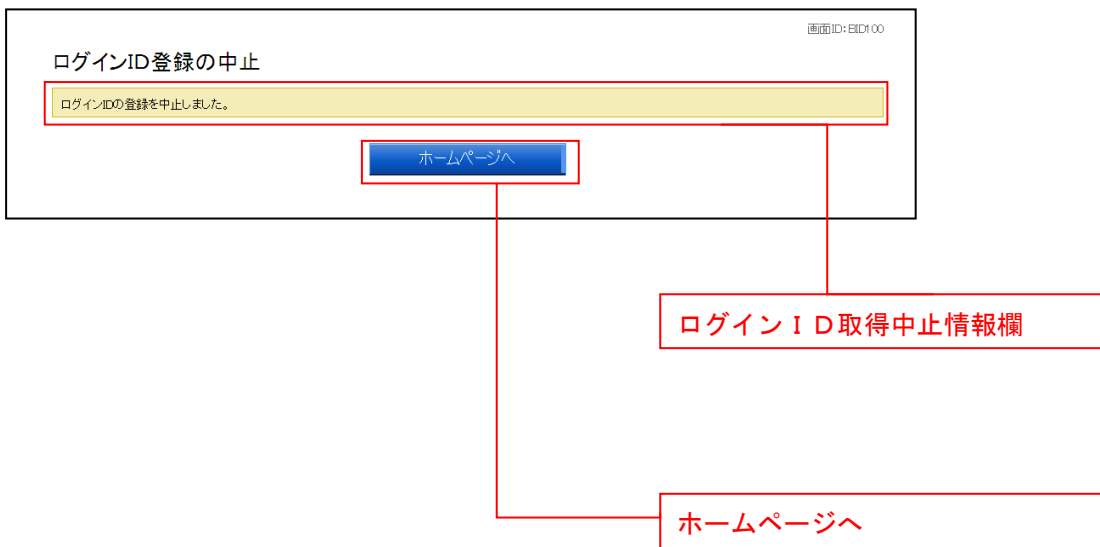 画面ID:BID100
ログインID登録の中止
ログインIDの登録を中止しました。
ホームページへ
ログインＩＤ取得中止情報欄
ホームページへ